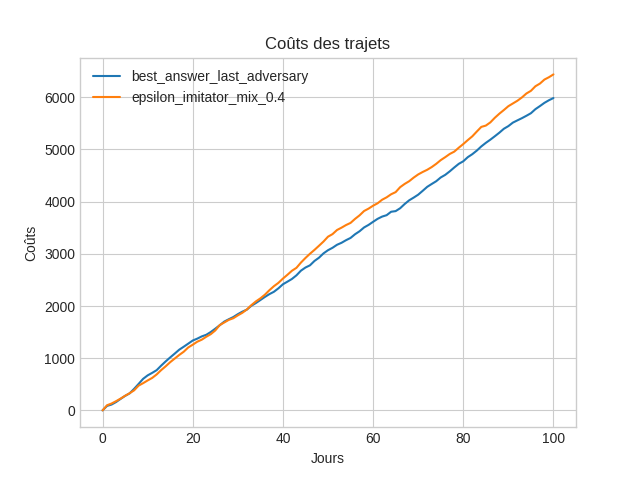 Coûts des trajets
best_answer_last_adversary
epsilon_imitator_mix_0.4
Coûts
6000
5000
4000
3000
2000
1000
0
0 20 40 60 80 100
Jours